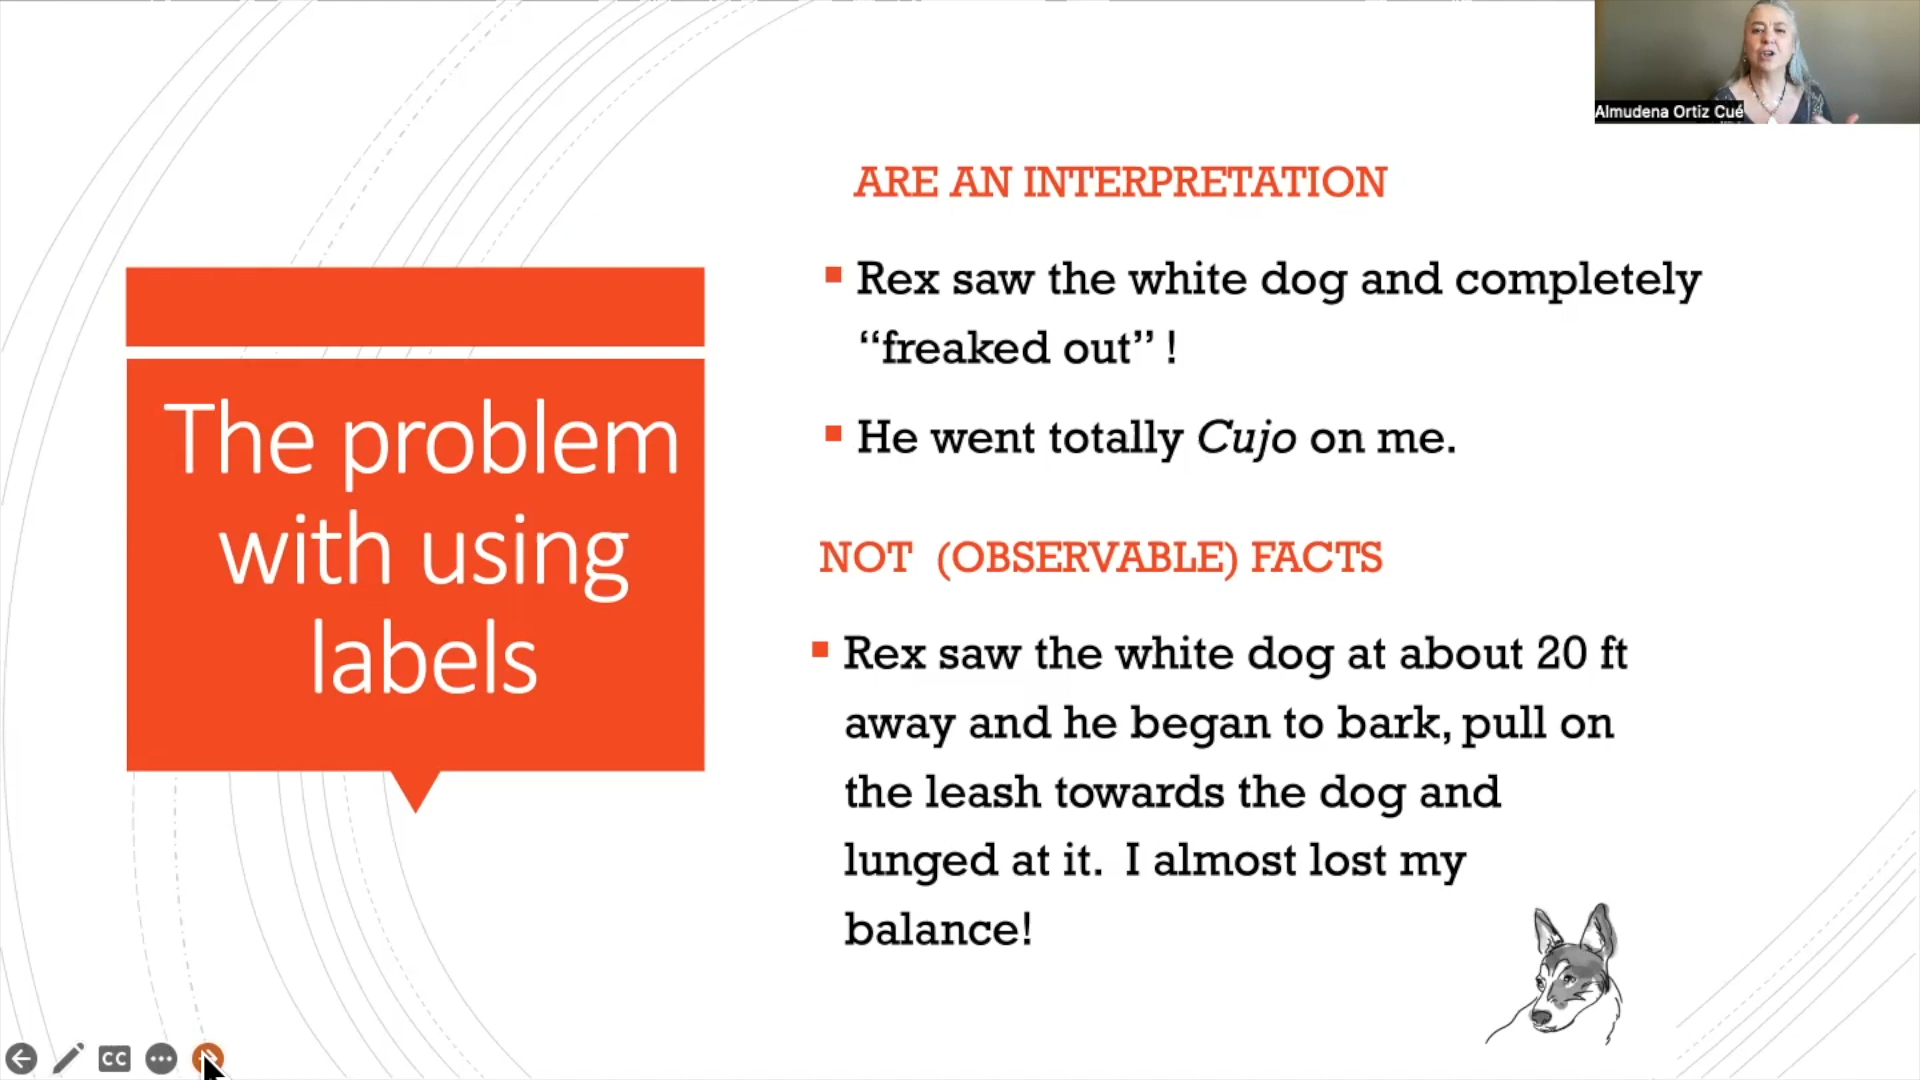 Almudena Ortiz Cué
The problem
with using
labels
ARE AN INTERPRETATION
Rex saw the white dog and completely
“freaked out” !
He went totally Cujo on me.
NOT (OBSERVABLE) FACTS
Rex saw the white dog at about 20 ft
away and he began to bark, pull on
the leash towards the dog and
lunged at it. I almost lost my
balance!
CC